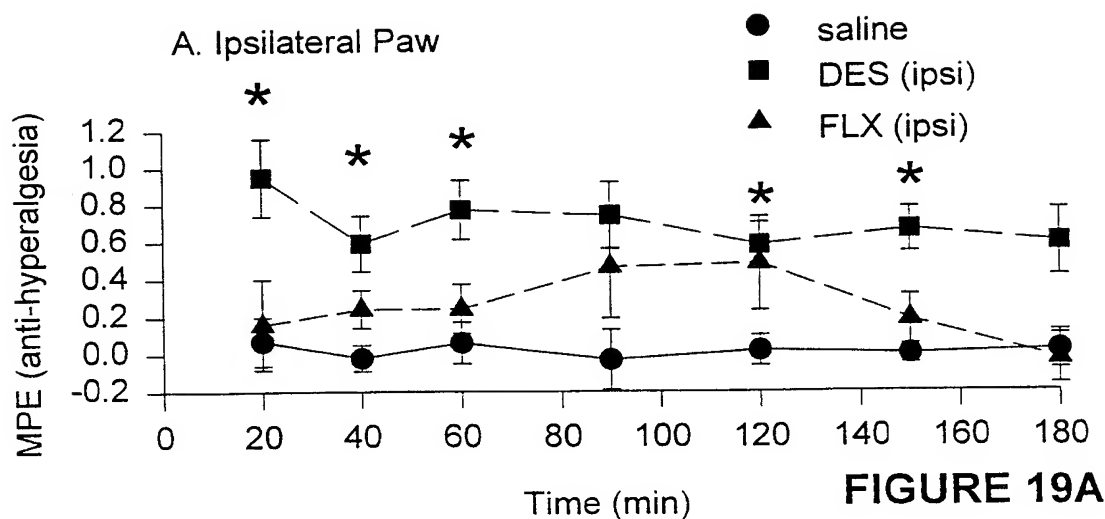 A. Ipsilateral Paw
saline
DES (ipsi)
FLX (ipsi)
* * * * *
MPE (anti-hyperalgesia)
1.2
1.0
0.8
0.6
0.4
0.2
0.0
-0.2
0 20 40 60 80 100 120 140 160 180
Time (min)
FIGURE 19A